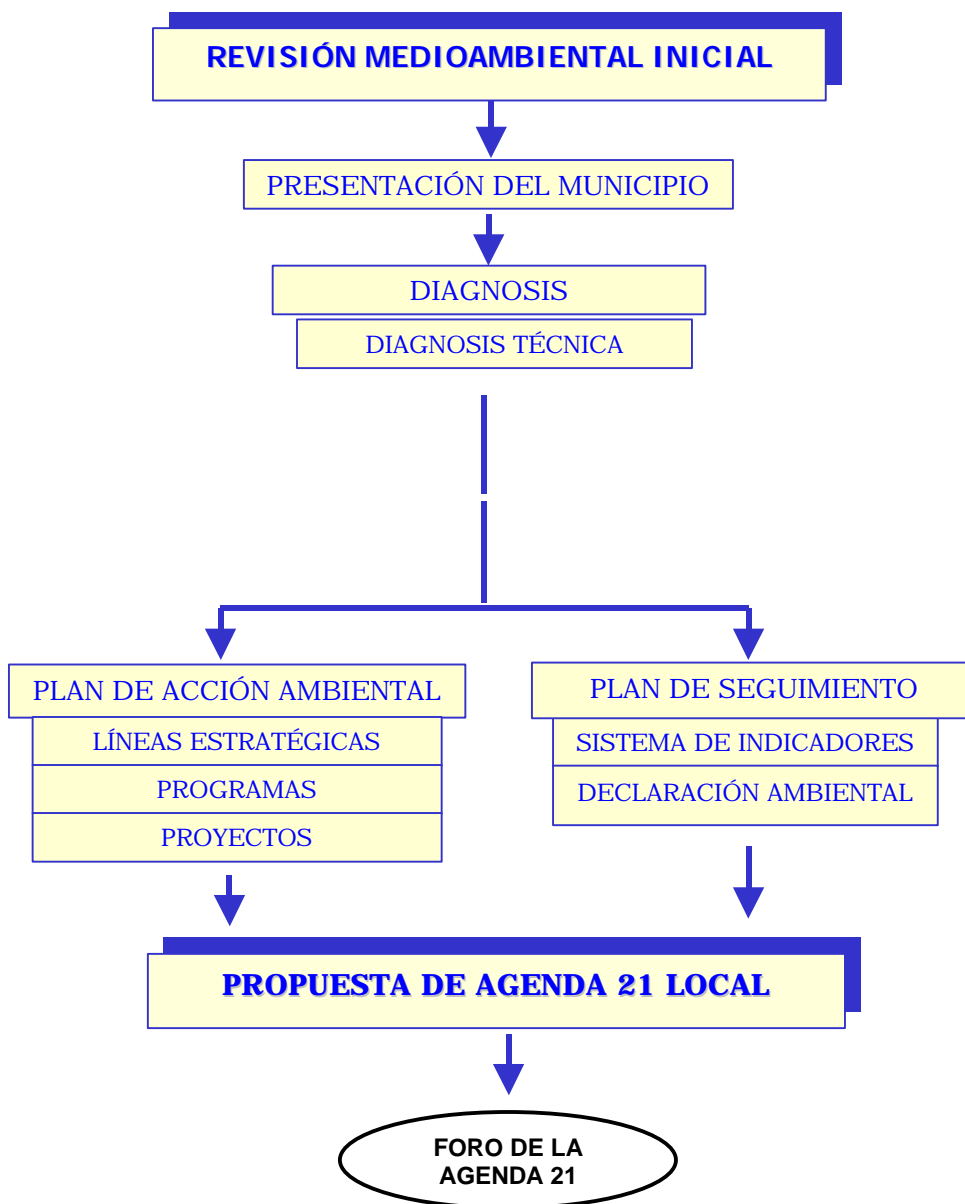 REVISIÓN MEDIOAMBIENTAL INICIAL
PRESENTACIÓN DEL MUNICIPIO
DIAGNOSIS
DIAGNOSIS TÉCNICA
PLAN DE ACCIÓN AMBIENTAL
LÍNEAS ESTRATÉGICAS
PROGRAMAS
PROYECTOS
PLAN DE SEGUIMIENTO
SISTEMA DE INDICADORES
DECLARACIÓN AMBIENTAL
PROPUESTA DE AGENDA 21 LOCAL
FORO DE LA
AGENDA 21